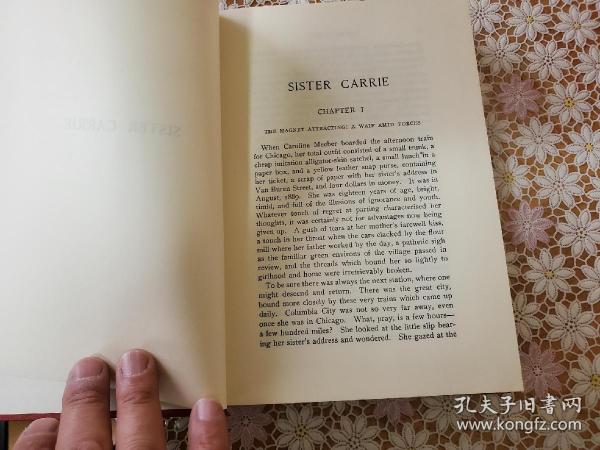 SISTER CARRIE
SISTER CARRIE
CHAPTER I
THE MAGNET ATTRACTING: A WAIF AMID FORCES
When Caroline Meeber boarded the afternoon train
for Chicago, her total outfit consisted of a small trunk, a
cheap imitation alligator-skin satchel, a small lunch in a
paper box, and a yellow leather snap purse, containing
her ticket, a scrap of paper with her sister's address in
Van Buren Street, and four dollars in money. It was in
August, 1889. She was eighteen years of age, bright,
timid, and full of the illusions of ignorance and youth.
Whatever touch of regret at parting characterised her
thoughts, it was certainly not for advantages now being
given up. A gush of tears at her mother's farewell kiss,
a touch in her throat when the cars clacked by the flour
mill where her father worked by the day, a pathetic sigh
as the familiar green environs of the village passed in
review, and the threads which bound her so lightly to
girlhood and home were irretrievably broken.
To be sure there was always the next station, where one
might descend and return. There was the great city,
bound more closely by these very trains which came up
daily. Columbia City was not so very far away, even
once she was in Chicago. What, pray, is a few hours—
a few hundred miles? She looked at the little slip bear-
ing her sister's address and wondered. She gazed at the
孔夫子旧书网
www.kongfz.com